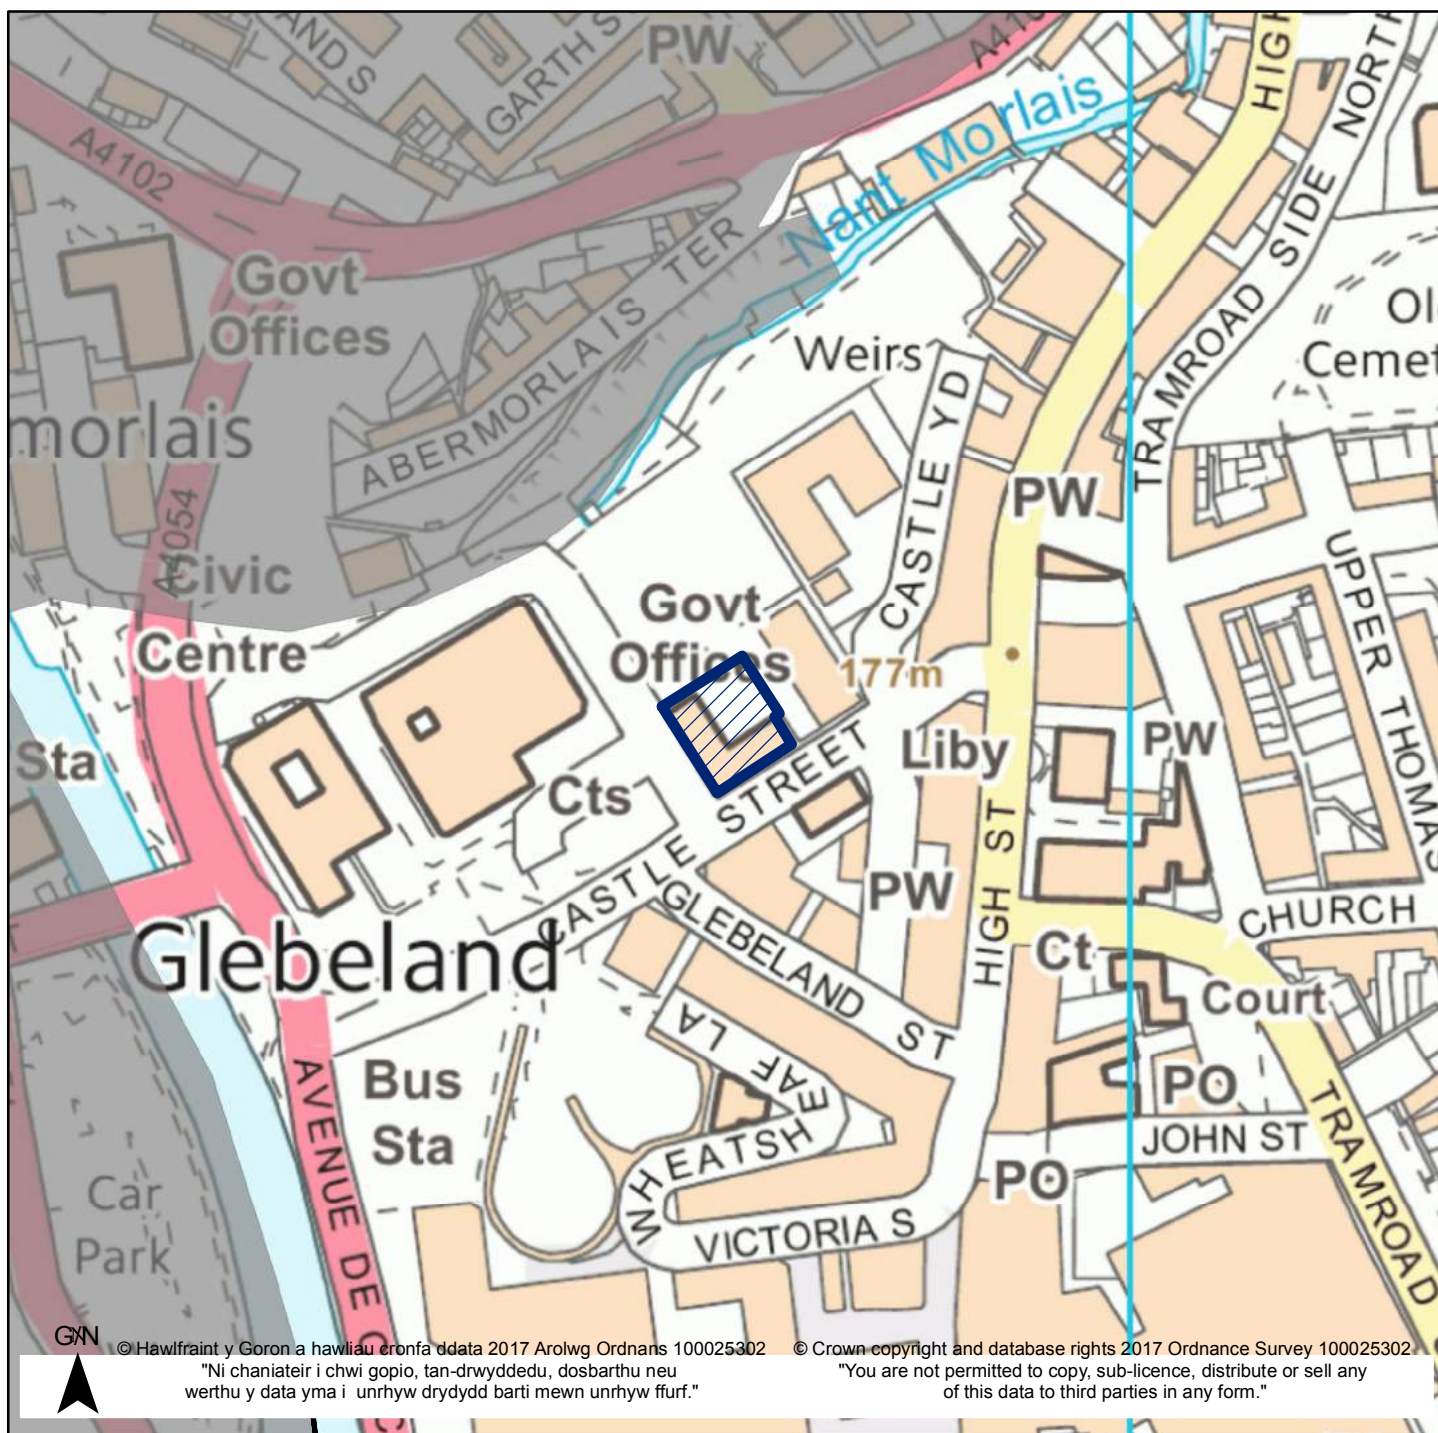 AND S
GARTH S
PW
A410
HIGH
A4102
Nant Morlais
TRAMROAD SIDE NORTH
Govt
Offices
ABERMORLAIS TER
Weirs
Ol
Cemet
morlais
CASTLE YD
PW
A4054
Civic
Centre
Govt
Offices
177m
UPPER THOMAS
Sta
Cts
CASTLE STREET
Liby
PW
HIGH ST
PW
GLEBELAND ST
CHURCH
Glebeland
Ct
Court
WHEATSHEAF LA
Bus
Sta
AVENUE DE C
PO
JOHN ST
TRAMROAD
PO
Car
Park
VICTORIA S
© Hawlfraint y Goron a hawliau cronfa ddata 2017 Arolwg Ordnans 100025302
"Ni chaniateir i chwi gopio, tan-drwyddedu, dosbarthu neu
werthu y data yma i unrhyw drydydd barti mewn unrhyw ffurf."
© Crown copyright and database rights 2017 Ordnance Survey 100025302
"You are not permitted to copy, sub-licence, distribute or sell any
of this data to third parties in any form."